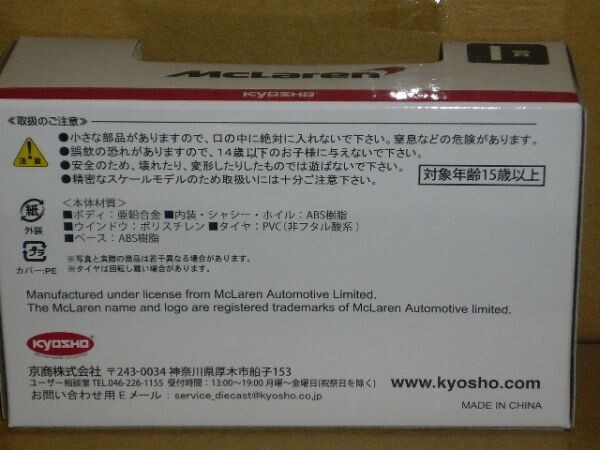 I 賞
McLaren
KYOSHO
≪取扱のご注意≫
注意
●小さな部品がありますので、口の中に絶対に入れないで下さい。窒息などの危険があります。
●誤飲の恐れがありますので、14歳以下のお子様に与えないで下さい。
●安全のため、壊れたり、変形したりしたものでは遊ばないで下さい。
●精密なスケールモデルのため取扱いには十分ご注意下さい。
対象年齢15歳以上
<本体材質>
■ボディ：亜鉛合金 ■内装・シャシー・ホイル：ABS樹脂
■ウインドウ：ポリスチレン ■タイヤ：PVC(非フタル酸系)
■ベース：ABS樹脂
紙
外装
プラ
カバー:PE
※写真と実際の商品は若干異なる場合があります。
※タイヤは回転し難い場合があります。
Manufactured under license from McLaren Automotive Limited.
The McLaren name and logo are registered trademarks of McLaren Automotive limited.
KYOSHO
京商株式会社 〒243-0034 神奈川県厚木市船子153
ユーザー相談室 TEL.046-226-1155 受付時間：13:00〜19:00 月曜〜金曜日(祝祭日を除く)
お問い合わせ用Eメール：service_diecast@kyosho.co.jp
www.kyosho.com
MADE IN CHINA